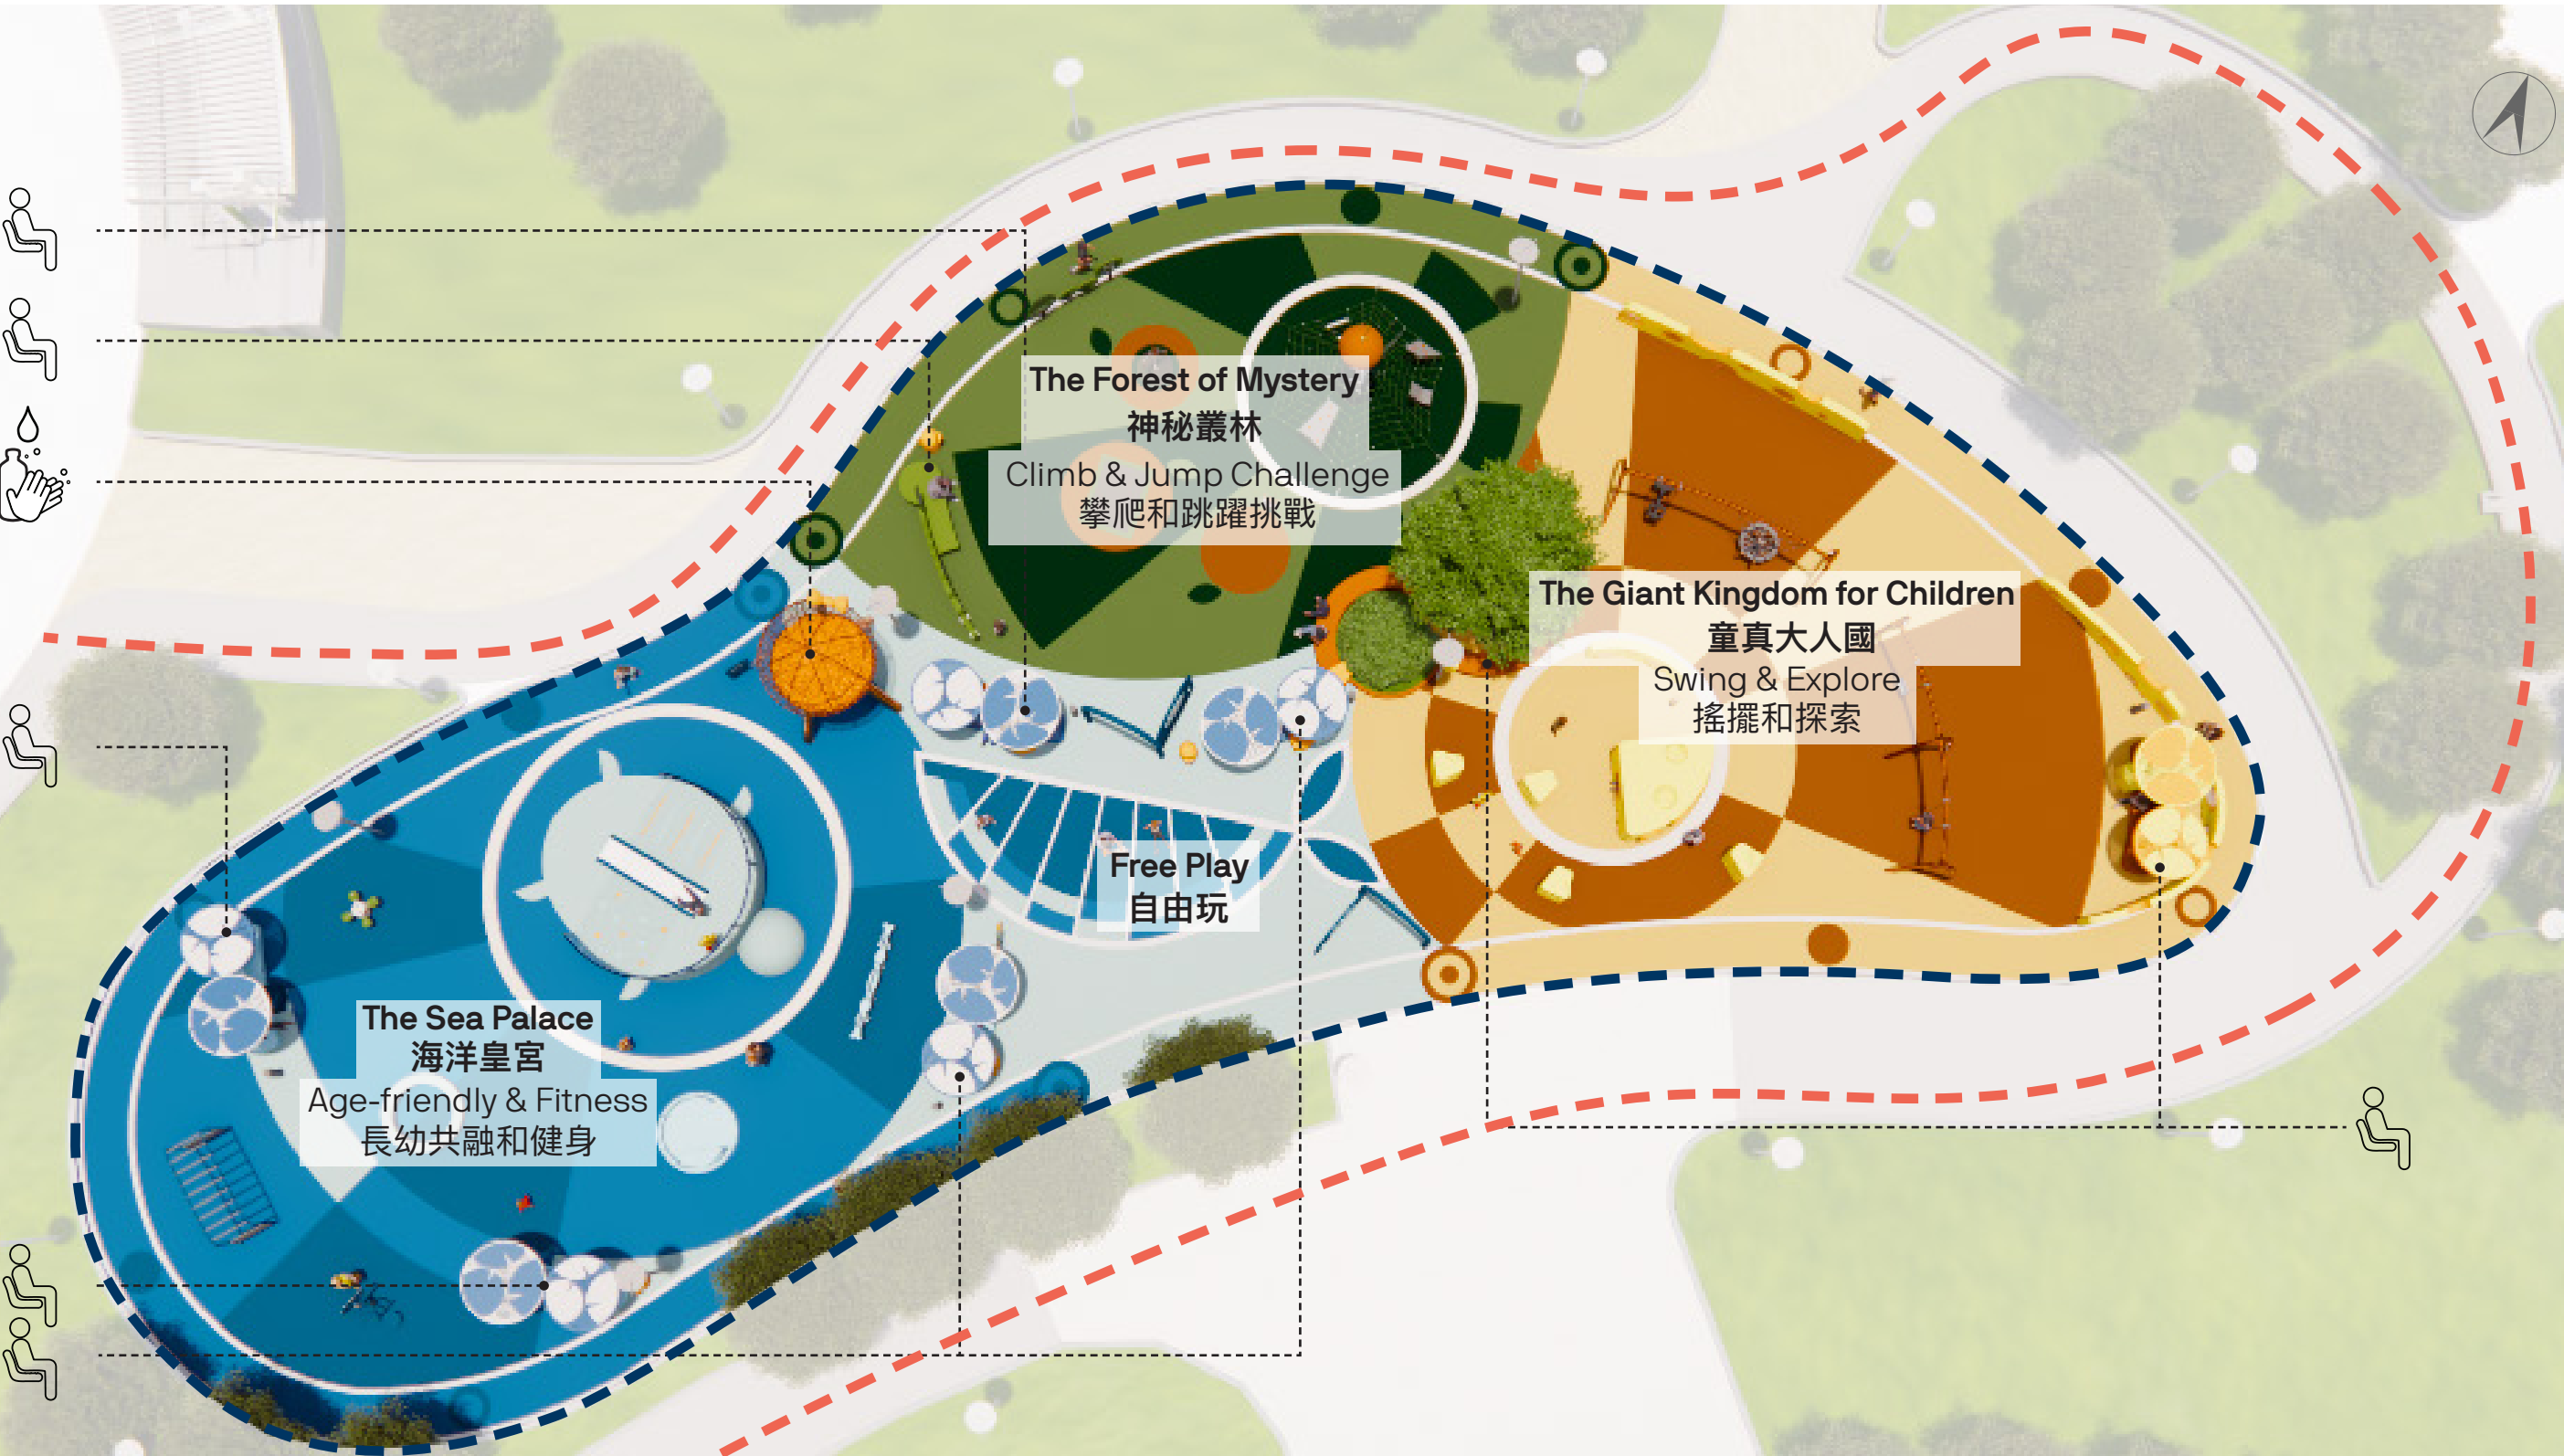 The Forest of Mystery
神秘叢林
Climb & Jump Challenge
攀爬和跳躍挑戰
The Giant Kingdom for Children
童真大人國
Swing & Explore
搖擺和探索
Free Play
自由玩
The Sea Palace
海洋皇宮
Age-friendly & Fitness
長幼共融和健身